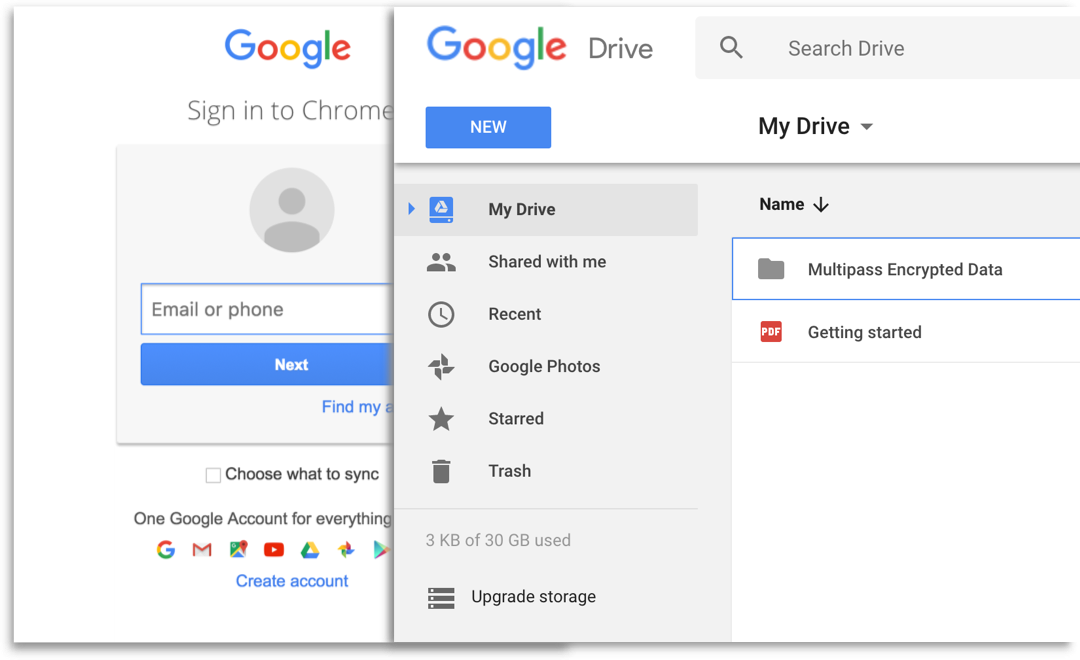 Google
Sign in to Chrome
Email or phone
Next
Find my a
Choose what to sync
One Google Account for everything
Create account
Google Drive
Search Drive
NEW
My Drive
My Drive
Shared with me
Recent
Google Photos
Starred
Trash
3 KB of 30 GB used
Upgrade storage
Name
Multipass Encrypted Data
PDF
Getting started